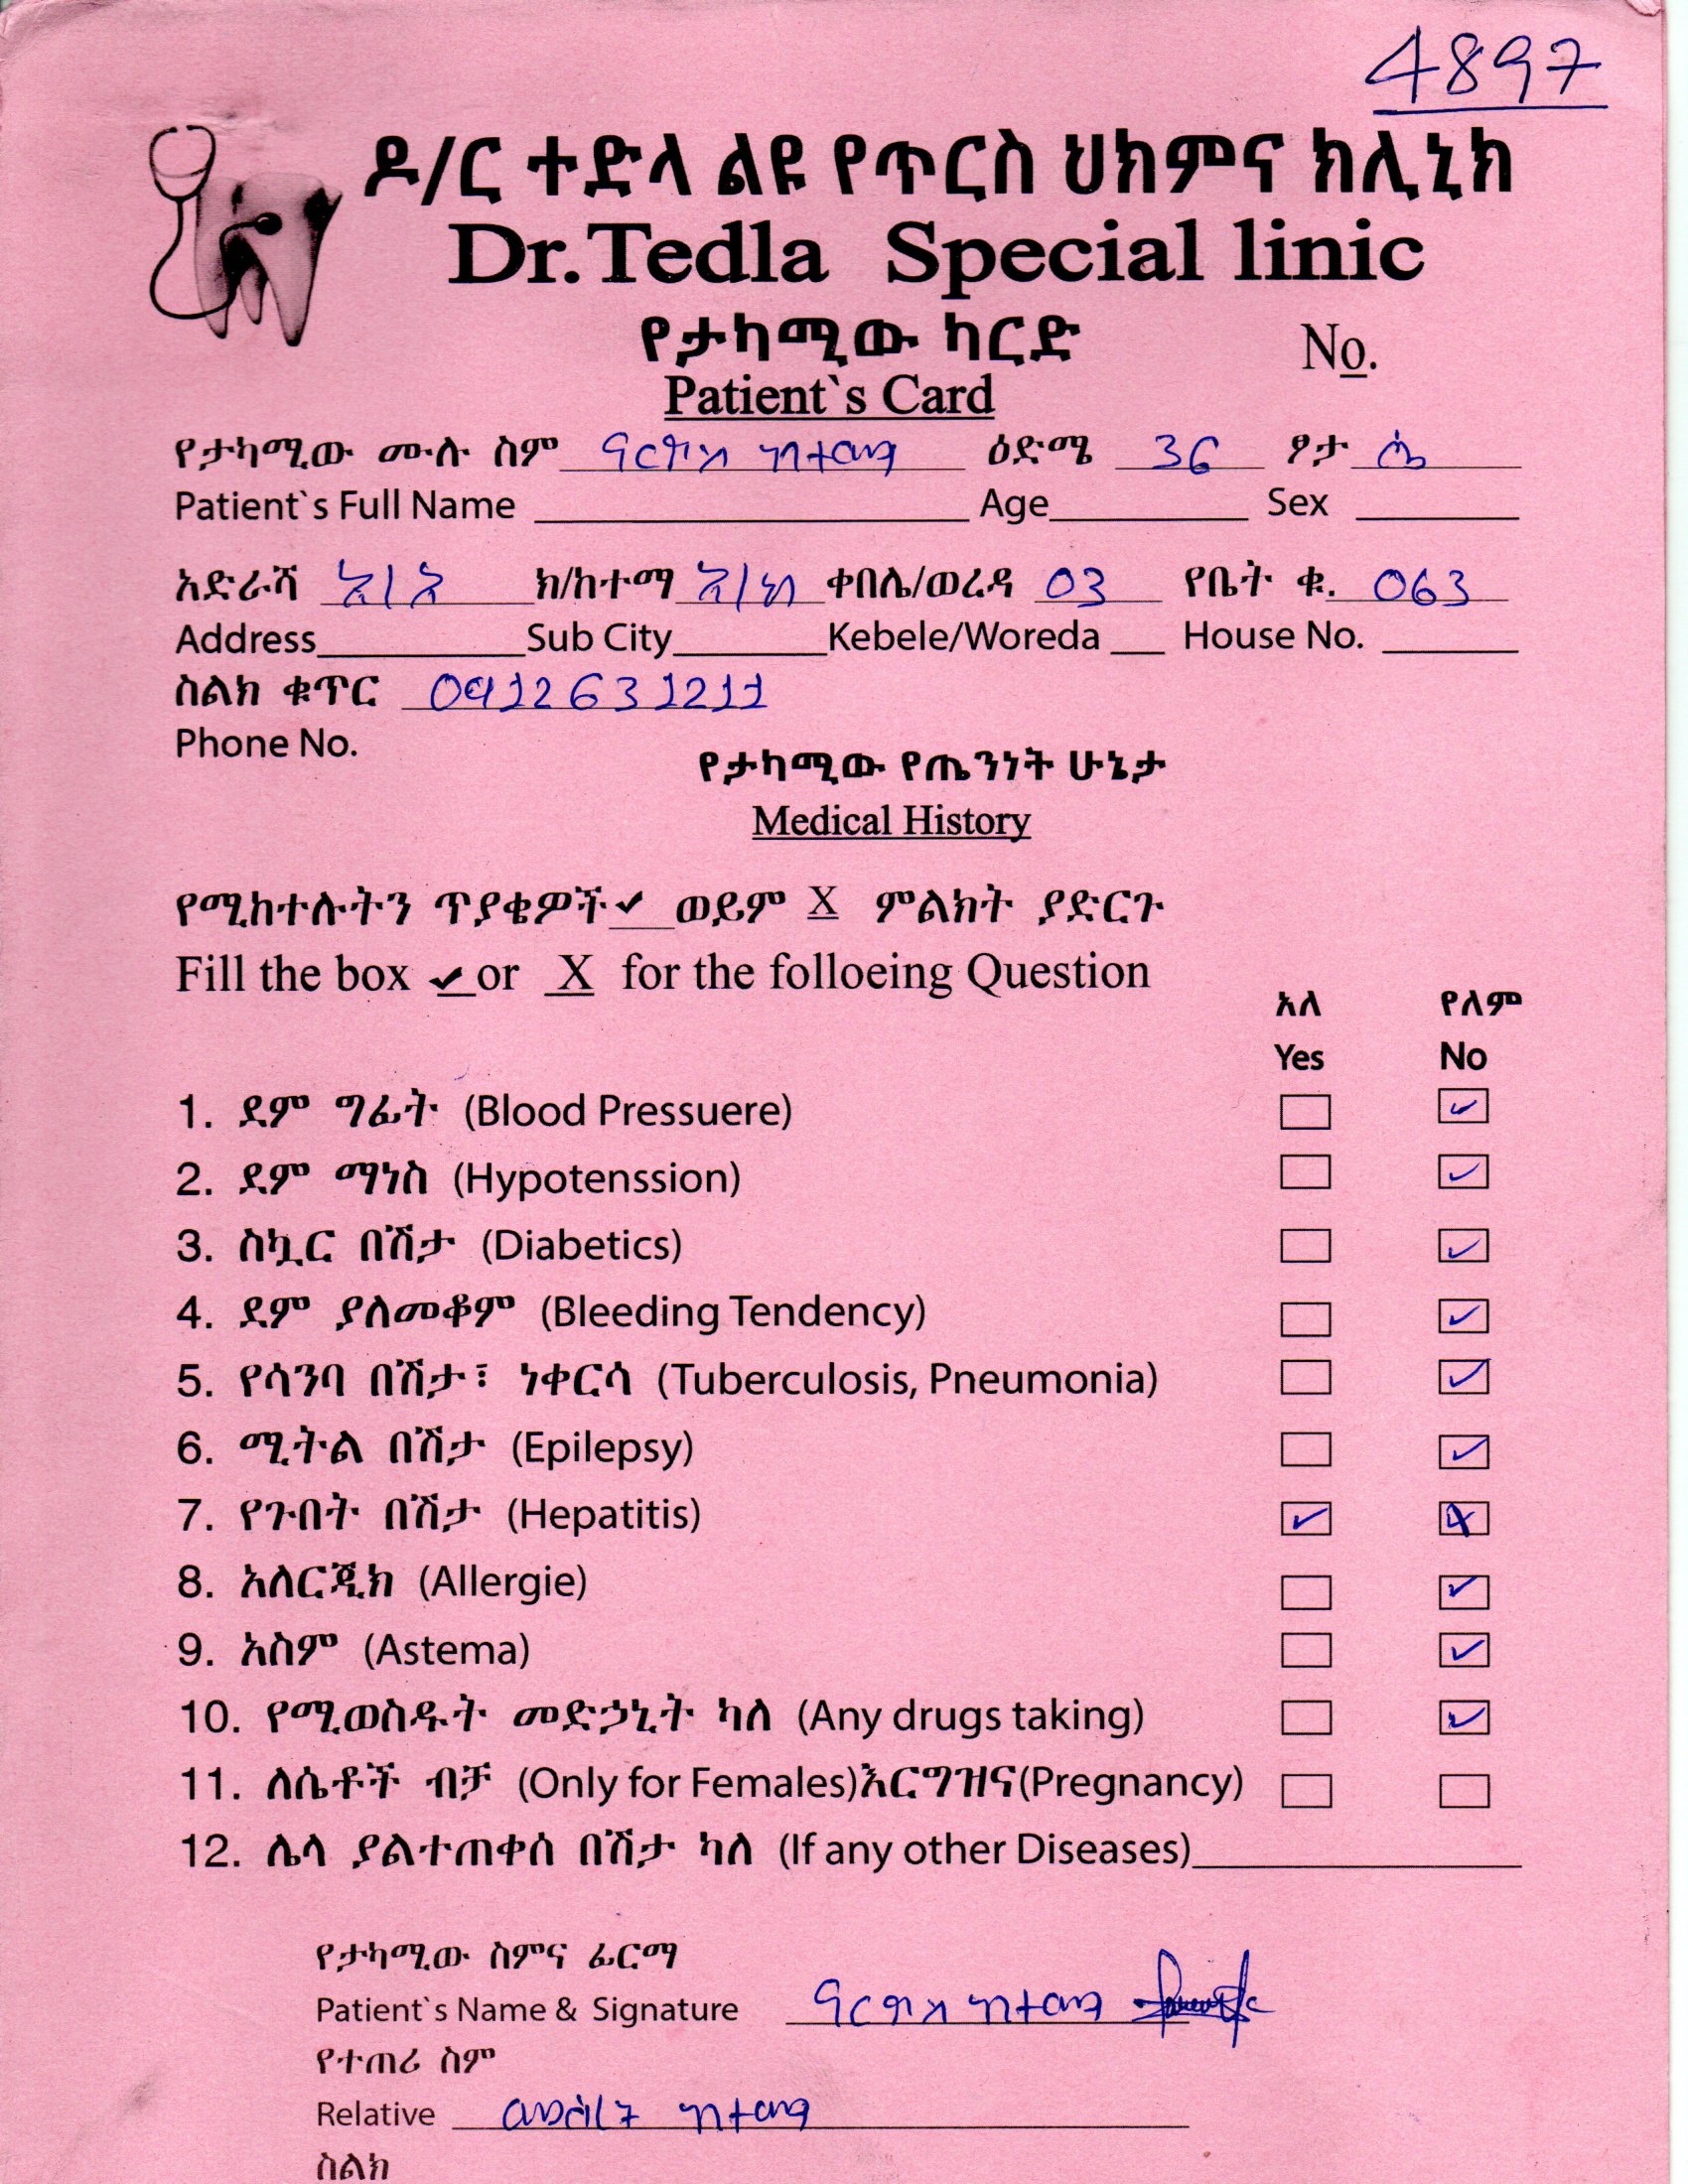 4897
ዶ/ር ተድላ ልዩ የጥርስ ህክምና ክሊኒክ
Dr.Tedla Special linic
የታካሚው ካርድ
No.
Patient`s Card
የታካሚው ሙሉ ስም ዕድሜ 36 ፆታ ሴ
Patient`s Full Name Age Sex
አድራሻ አ/አ ክ/ከተማ ቀበሌ/ወረዳ 03 የቤት ቁ. 063
Address Sub City Kebele/Woreda House No.
ስልክ ቁጥር 0912631211
Phone No.
የታካሚው የጤንነት ሁኔታ
Medical History
የሚከተሉትን ጥያቄዎች ✓ ወይም X ምልክት ያድርጉ
Fill the box ✓ or X for the folloeing Question
አለ የለም
Yes No
1. ደም ግፊት (Blood Pressuere) ✓
2. ደም ማነስ (Hypotenssion) ✓
3. ስኳር በሽታ (Diabetics) ✓
4. ደም ያለመቆም (Bleeding Tendency) ✓
5. የሳንባ በሽታ፣ ነቀርሳ (Tuberculosis, Pneumonia) ✓
6. ሚትል በሽታ (Epilepsy) ✓
7. የጉበት በሽታ (Hepatitis) ✓
8. አለርጂክ (Allergie) ✓
9. አስም (Astema) ✓
10. የሚወስዱት መድኃኒት ካለ (Any drugs taking) ✓
11. ለሴቶች ብቻ (Only for Females)እርግዝና(Pregnancy)
12. ሌላ ያልተጠቀሰ በሽታ ካለ (If any other Diseases)
የታካሚው ስምና ፊርማ
Patient`s Name & Signature
የተጠሪ ስም
Relative
ስልክ